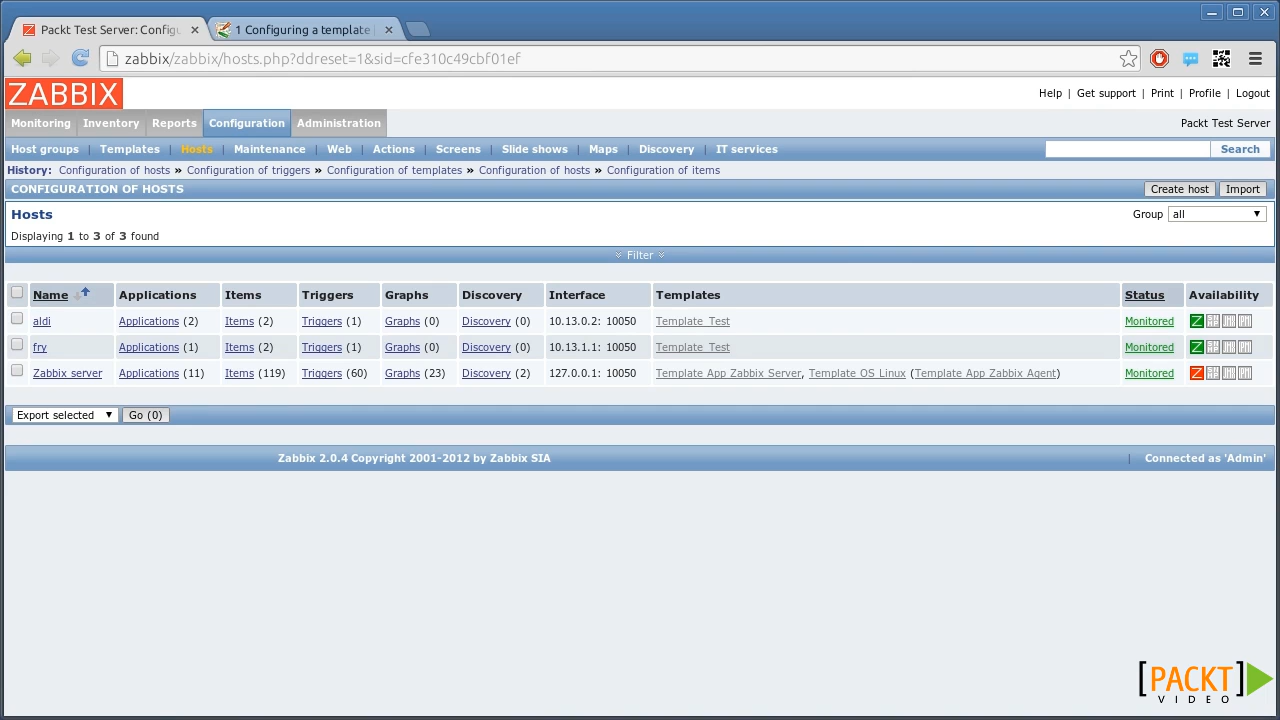 Packt Test Server: Config
1 Configuring a template
zabbix/zabbix/hosts.php?ddreset=1&sid=cfe310c49cbf01ef
ZABBIX
Help | Get support | Print | Profile | Logout
Monitoring Inventory Reports Configuration Administration
Packt Test Server
Host groups | Templates | Hosts | Maintenance | Web | Actions | Screens | Slide shows | Maps | Discovery | IT services
Search
History: Configuration of hosts » Configuration of triggers » Configuration of templates » Configuration of hosts » Configuration of items
CONFIGURATION OF HOSTS
Create host Import
Hosts
Group all
Displaying 1 to 3 of 3 found
Filter
Name Applications Items Triggers Graphs Discovery Interface Templates Status Availability
aldi Applications (2) Items (2) Triggers (1) Graphs (0) Discovery (0) 10.13.0.2: 10050 Template_Test Monitored Z
fry Applications (1) Items (2) Triggers (1) Graphs (0) Discovery (0) 10.13.1.1: 10050 Template_Test Monitored Z
Zabbix server Applications (11) Items (119) Triggers (60) Graphs (23) Discovery (2) 127.0.0.1: 10050 Template App Zabbix Server, Template OS Linux (Template App Zabbix Agent) Monitored Z
Export selected Go (0)
Zabbix 2.0.4 Copyright 2001-2012 by Zabbix SIA
| Connected as 'Admin'
[PACKT]
VIDEO